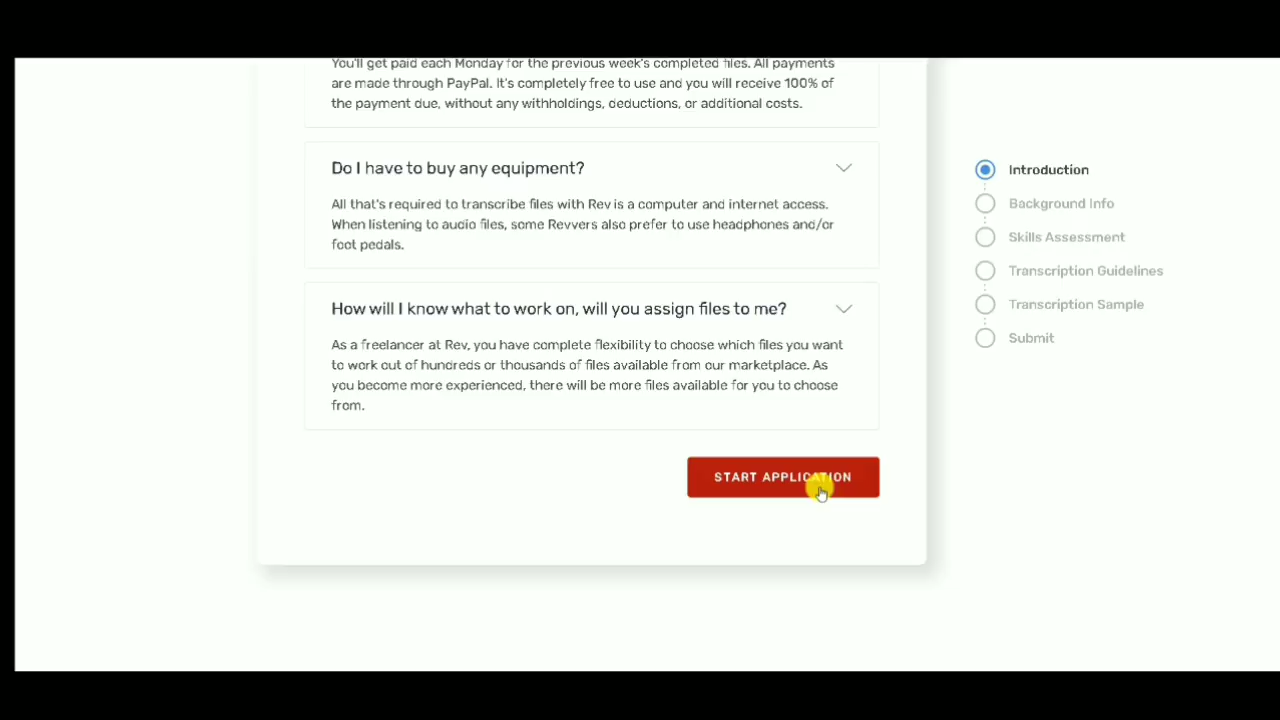 You'll get paid each Monday for the previous week's completed files. All payments
are made through PayPal. It's completely free to use and you will receive 100% of
the payment due, without any withholdings, deductions, or additional costs.
Do I have to buy any equipment?
All that's required to transcribe files with Rev is a computer and internet access.
When listening to audio files, some Revvers also prefer to use headphones and/or
foot pedals.
How will I know what to work on, will you assign files to me?
As a freelancer at Rev, you have complete flexibility to choose which files you want
to work out of hundreds or thousands of files available from our marketplace. As
you become more experienced, there will be more files available for you to choose
from.
START APPLICATION
Introduction
Background Info
Skills Assessment
Transcription Guidelines
Transcription Sample
Submit